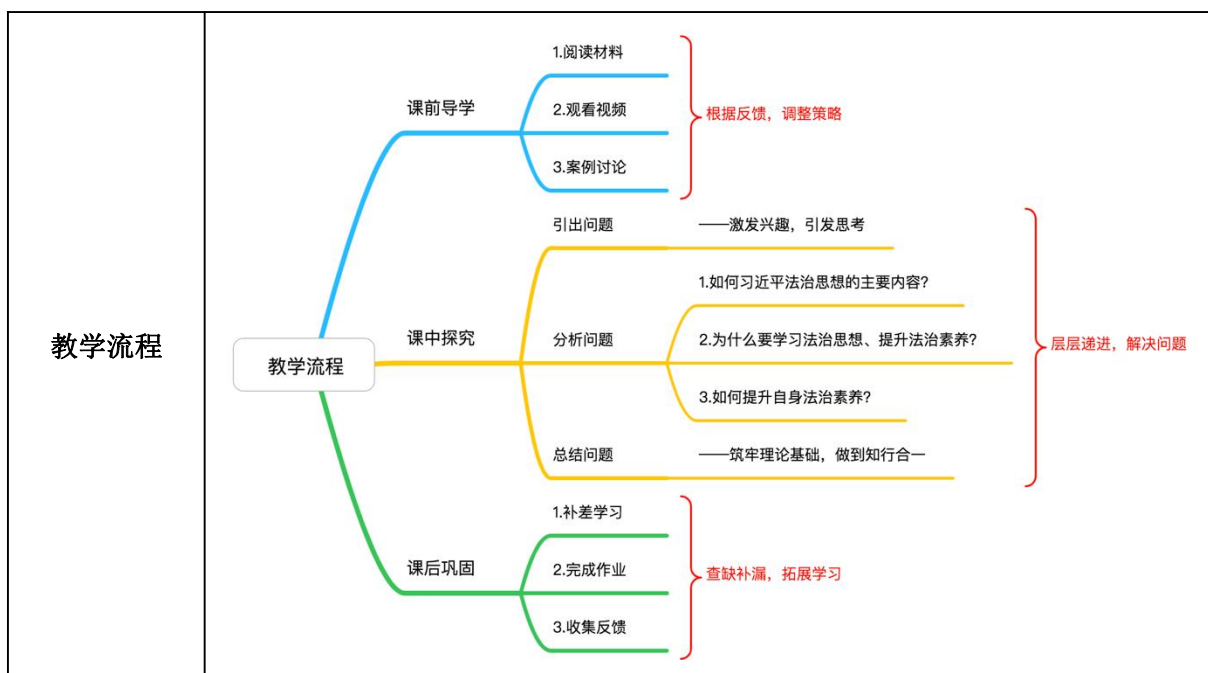 教学流程
教学流程
课前导学
1.阅读材料
2.观看视频
3.案例讨论
根据反馈，调整策略
课中探究
引出问题
——激发兴趣，引发思考
分析问题
1.如何习近平法治思想的主要内容？
2.为什么要学习法治思想、提升法治素养？
3.如何提升自身法治素养？
总结问题
——筑牢理论基础，做到知行合一
层层递进，解决问题
课后巩固
1.补差学习
2.完成作业
3.收集反馈
查缺补漏，拓展学习